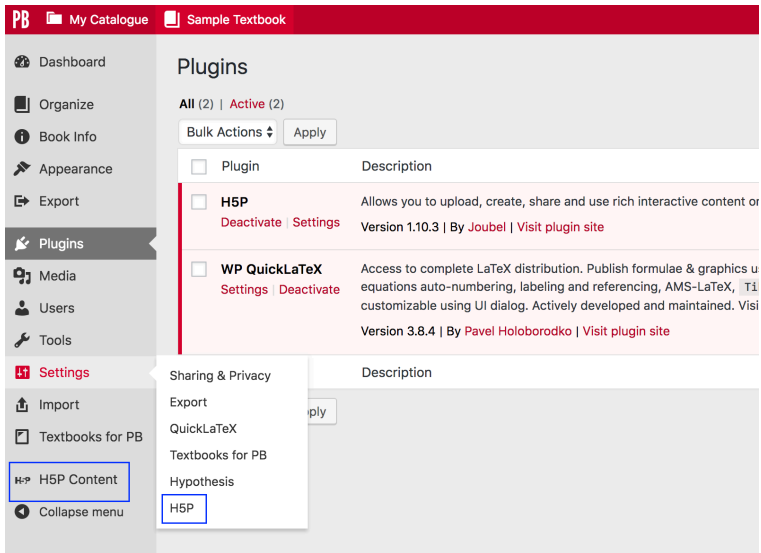 PB My Catalogue Sample Textbook
Dashboard
Organize
Book Info
Appearance
Export
Plugins
Media
Users
Tools
Settings
Import
Textbooks for PB
H5P H5P Content
Collapse menu
Plugins
All (2) | Active (2)
Bulk Actions Apply
Plugin Description
H5P
Deactivate | Settings
Allows you to upload, create, share and use rich interactive content
Version 1.10.3 | By Joubel | Visit plugin site
WP QuickLaTeX
Settings | Deactivate
Access to complete LaTeX distribution. Publish formulae & graphics
equations auto-numbering, labeling and referencing, AMS-LaTeX,
customizable using UI dialog. Actively developed and maintained.
Version 3.8.4 | By Pavel Holoborodko | Visit plugin site
Description
Sharing & Privacy
Export
QuickLaTeX
Textbooks for PB
Hypothesis
H5P